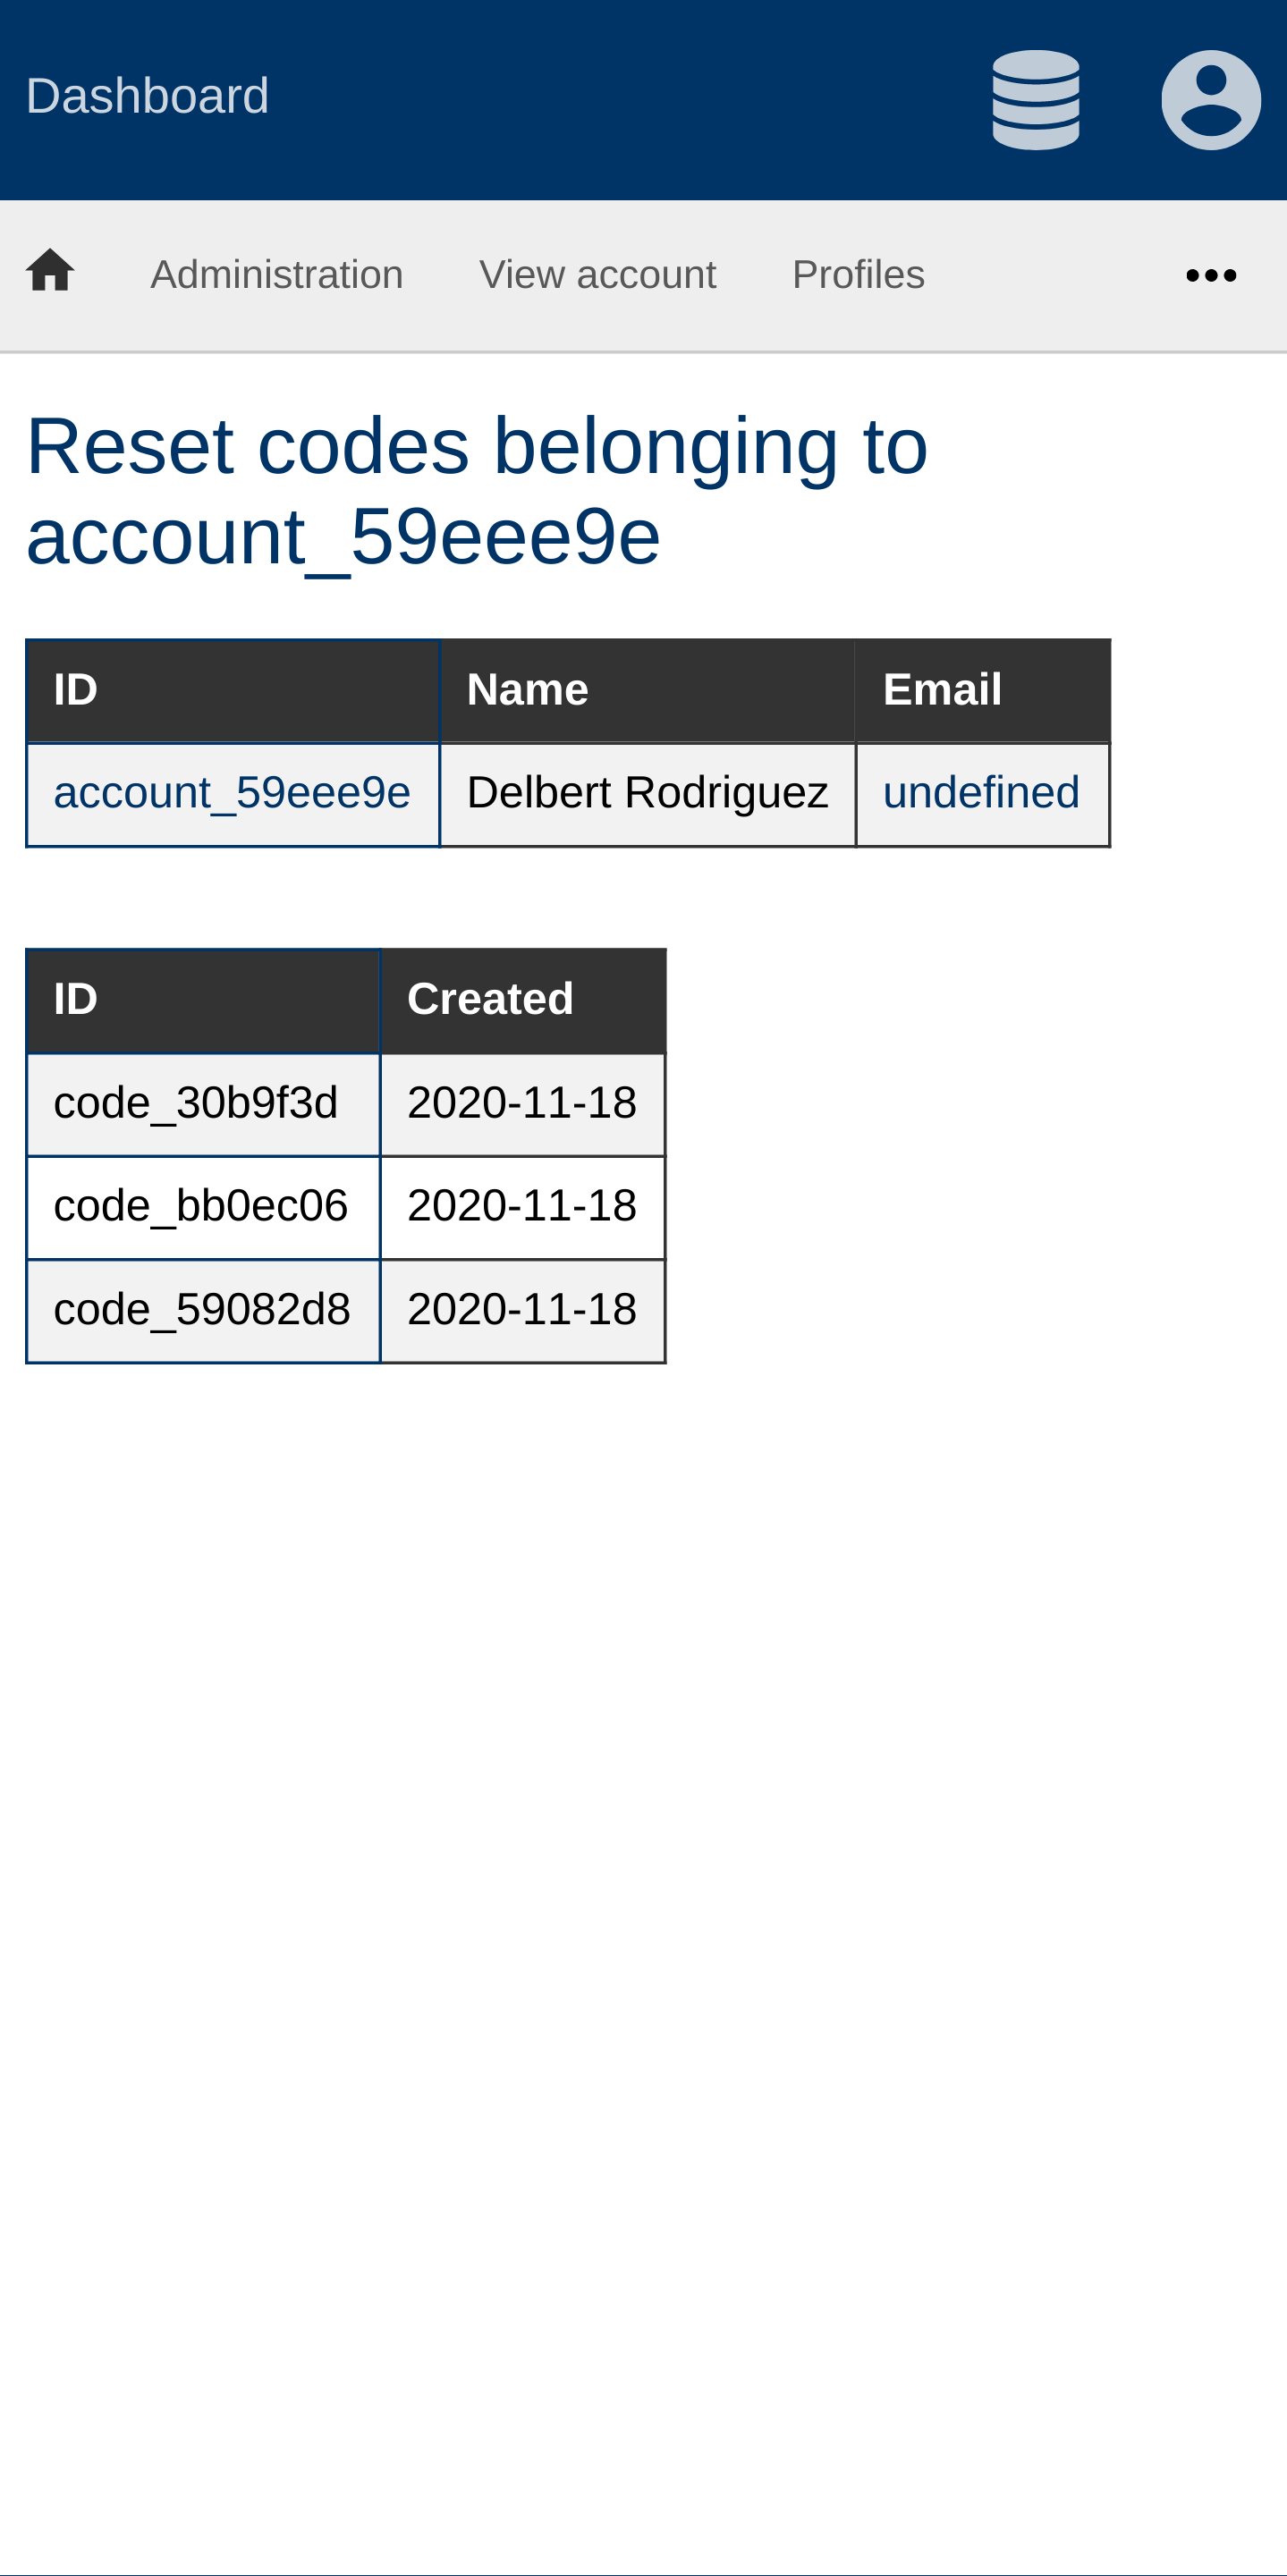 Dashboard
Administration View account Profiles
Reset codes belonging to
account_59eee9e
ID Name Email
account_59eee9e Delbert Rodriguez undefined
ID Created
code_30b9f3d 2020-11-18
code_bb0ec06 2020-11-18
code_59082d8 2020-11-18